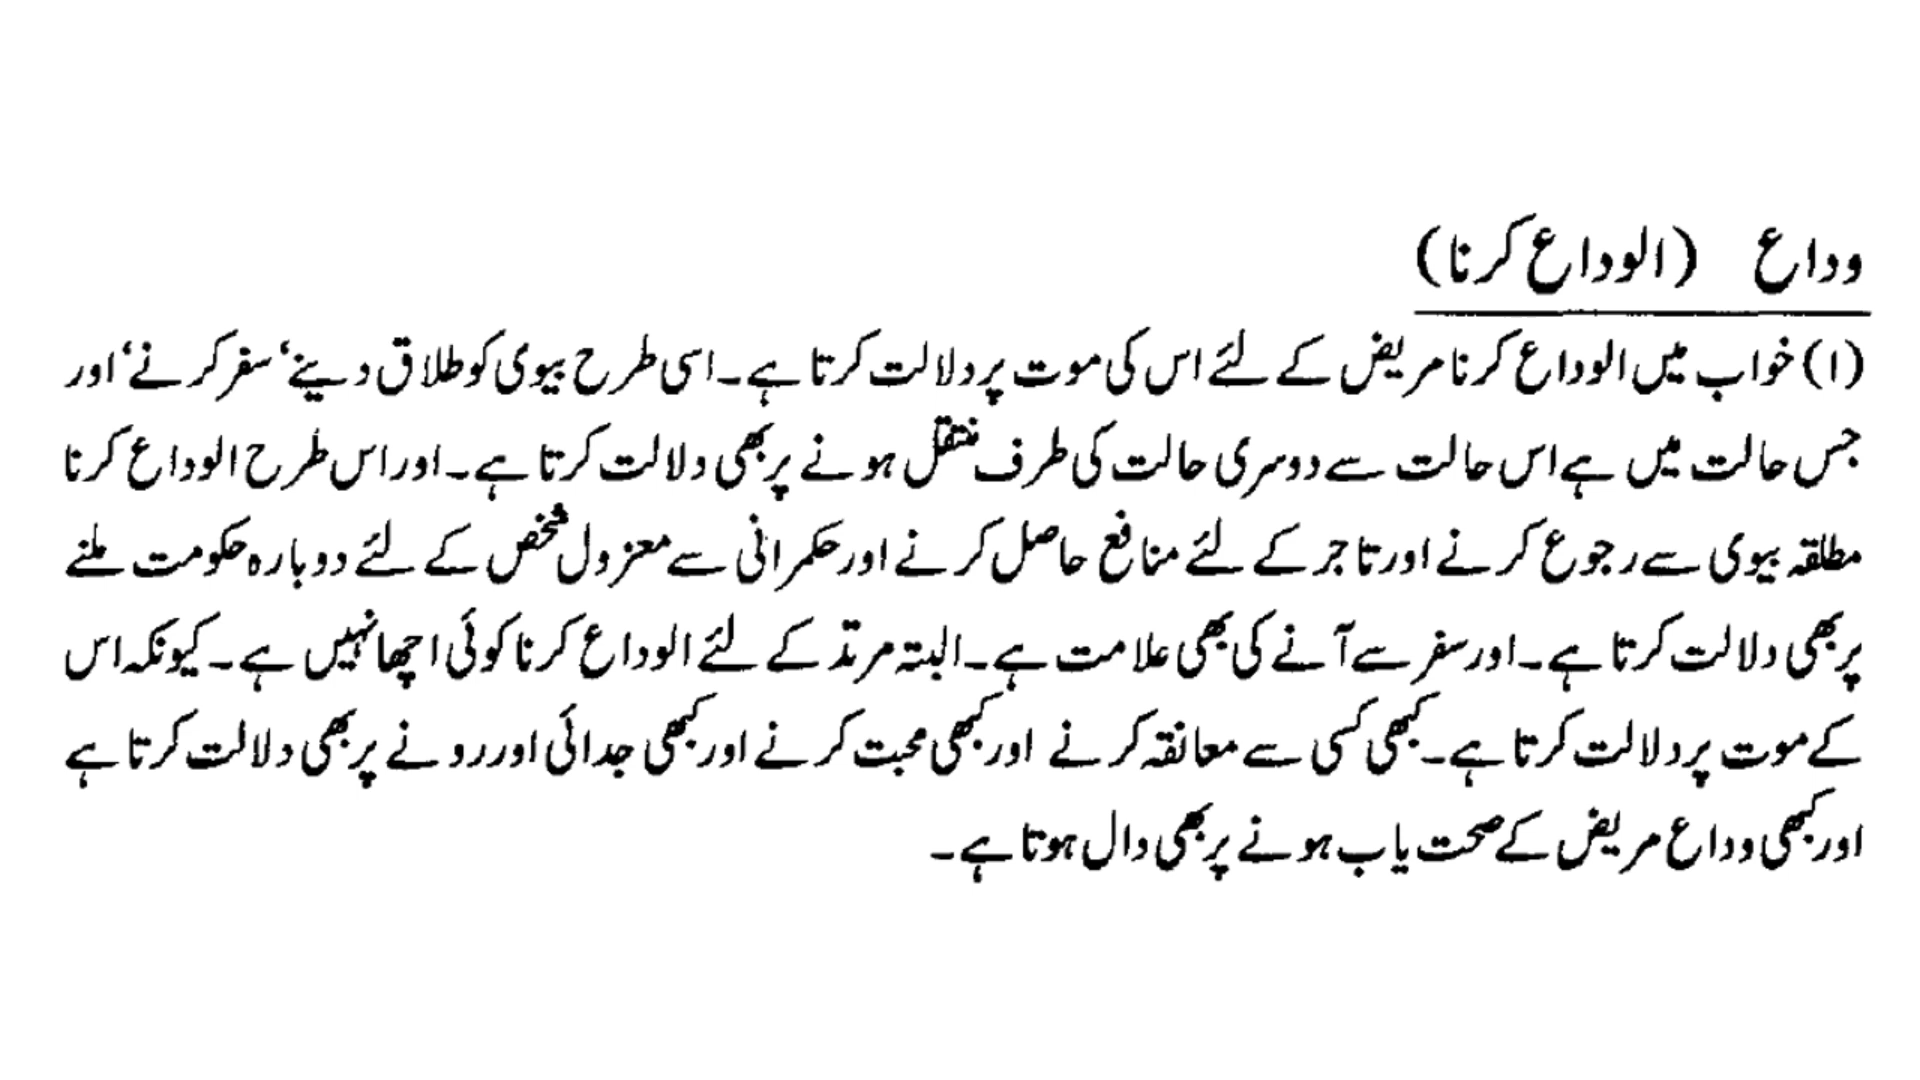 وداع (الوداع کرنا)
(۱) خواب میں الوداع کرنا مریض کے لئے اس کی موت پر دلالت کرتا ہے۔ اسی طرح بیوی کو طلاق دینے‘ سفر کرنے‘ اور
جس حالت میں ہے اس حالت سے دوسری حالت کی طرف منتقل ہونے پر بھی دلالت کرتا ہے۔ اور اس طرح الوداع کرنا
مطلقہ بیوی سے رجوع کرنے اور تاجر کے لئے منافع حاصل کرنے اور حکمرانی سے معزول شخص کے لئے دوبارہ حکومت ملنے
پر بھی دلالت کرتا ہے۔ اور سفر سے آنے کی بھی علامت ہے۔ البتہ مرتد کے لئے الوداع کرنا کوئی اچھا نہیں ہے۔ کیونکہ اس
کے موت پر دلالت کرتا ہے۔ کبھی کسی سے معانقہ کرنے اور کبھی محبت کرنے اور کبھی جدائی اور رونے پر بھی دلالت کرتا ہے
اور کبھی وداع مریض کے صحت یاب ہونے پر بھی دال ہوتا ہے۔